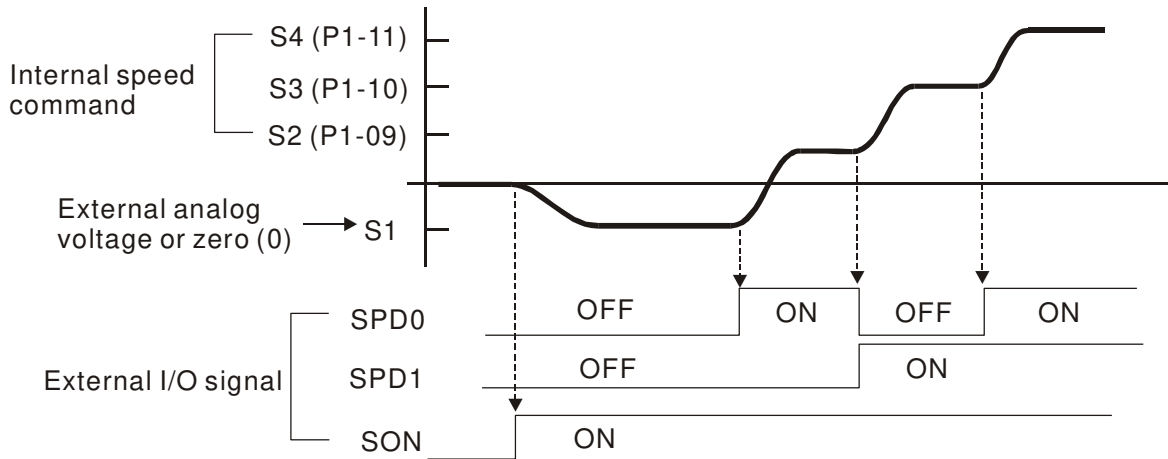 S4 (P1-11)
Internal speed
command
S3 (P1-10)
S2 (P1-09)
External analog
voltage or zero (0)
S1
SPD0
OFF
ON
OFF
ON
External I/O signal
SPD1
OFF
ON
SON
ON